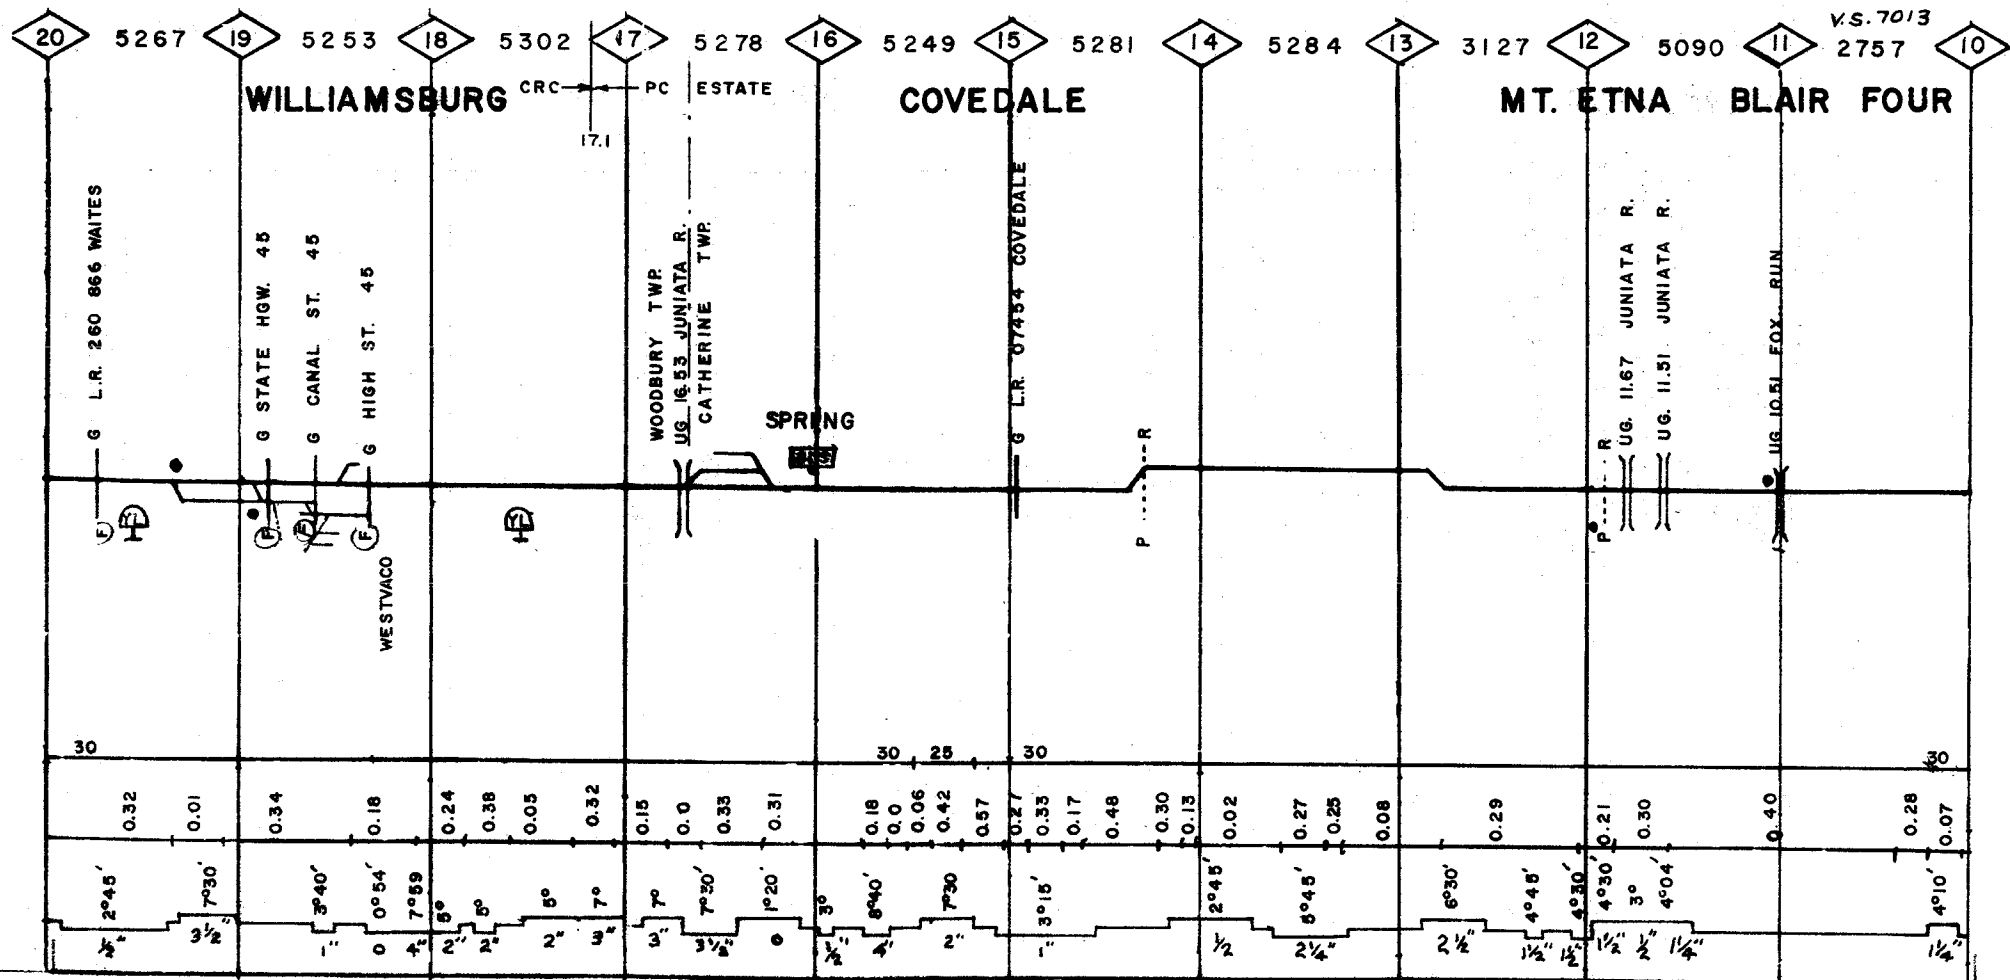 V.S. 7013
20 5267 19 5253 18 5302 17 5278 16 5249 15 5281 14 5284 13 3127 12 5090 11 2757 10
WILLIAMSBURG CRC PC ESTATE COVEDALE MT. ETNA BLAIR FOUR
17.1
G L.R. 260 866 WAITES
G STATE HGW. 45
G CANAL ST. 45
G HIGH ST. 45
WOODBURY TWP.
UG 16.53 JUNIATA R.
CATHERINE TWP.
SPRING
G L.R. 07454 COVEDALE
P R
P R
UG. 11.67 JUNIATA R.
UG. 11.51 JUNIATA R.
UG 10.51 FOX RUN
F YL F F F YL
WESTVACO
30 30 25 30 30
0.32 0.01 0.34 0.18 0.24 0.38 0.05 0.32 0.15 0.0 0.33 0.31 0.18 0.0 0.06 0.42 0.57 0.27 0.33 0.17 0.48 0.30 0.13 0.02 0.27 0.25 0.08 0.29 0.21 0.30 0.40 0.28 0.07
2°45' 7°30' 3°40' 0°54' 7°59 5° 5° 5° 7° 7° 7°30' 1°20' 3° 8°40' 7°30 3°15' 2°45' 5°45' 6°30' 4°45' 4°30' 4°30' 3° 4°04' 4°10'
½" 3½" 1" 0 4" 2" 2" 2" 3" 3" 3½" 0 ½" 4" 2" 1" ½ 2¼" 2½" 1½" 1½" 1½" ½" 1¼" 1¼"